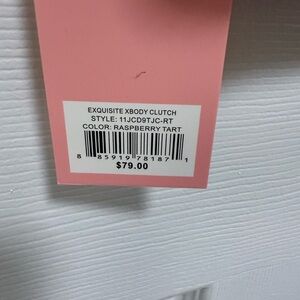 EXQUISITE XBODY CLUTCH
STYLE: 11JCD9TJC-RT
COLOR: RASPBERRY TART
8 85919 78187 1
$79.00